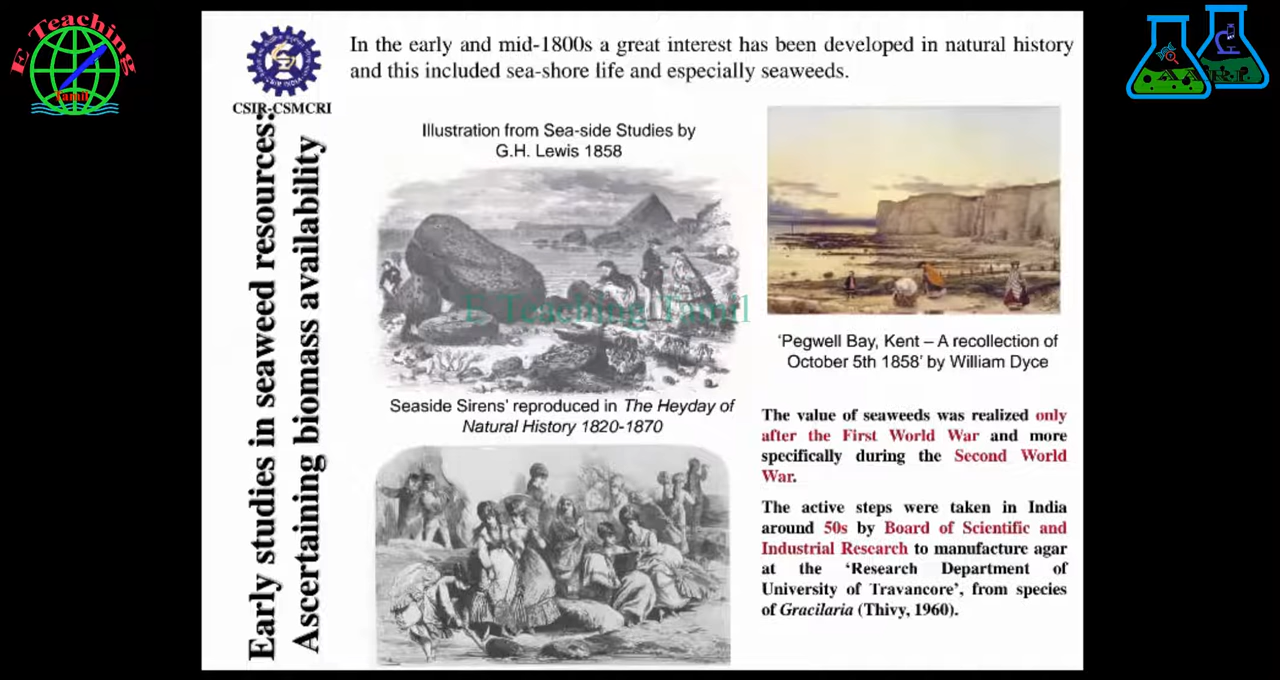 E Teaching
Tamil
CSIR-CSMCRI
Early studies in seaweed resources:
Ascertaining biomass availability
In the early and mid-1800s a great interest has been developed in natural history
and this included sea-shore life and especially seaweeds.
Illustration from Sea-side Studies by
G.H. Lewis 1858
E Teaching Tamil
Seaside Sirens' reproduced in The Heyday of
Natural History 1820-1870
'Pegwell Bay, Kent – A recollection of
October 5th 1858' by William Dyce
The value of seaweeds was realized only
after the First World War and more
specifically during the Second World
War.
The active steps were taken in India
around 50s by Board of Scientific and
Industrial Research to manufacture agar
at the 'Research Department of
University of Travancore', from species
of Gracilaria (Thivy, 1960).